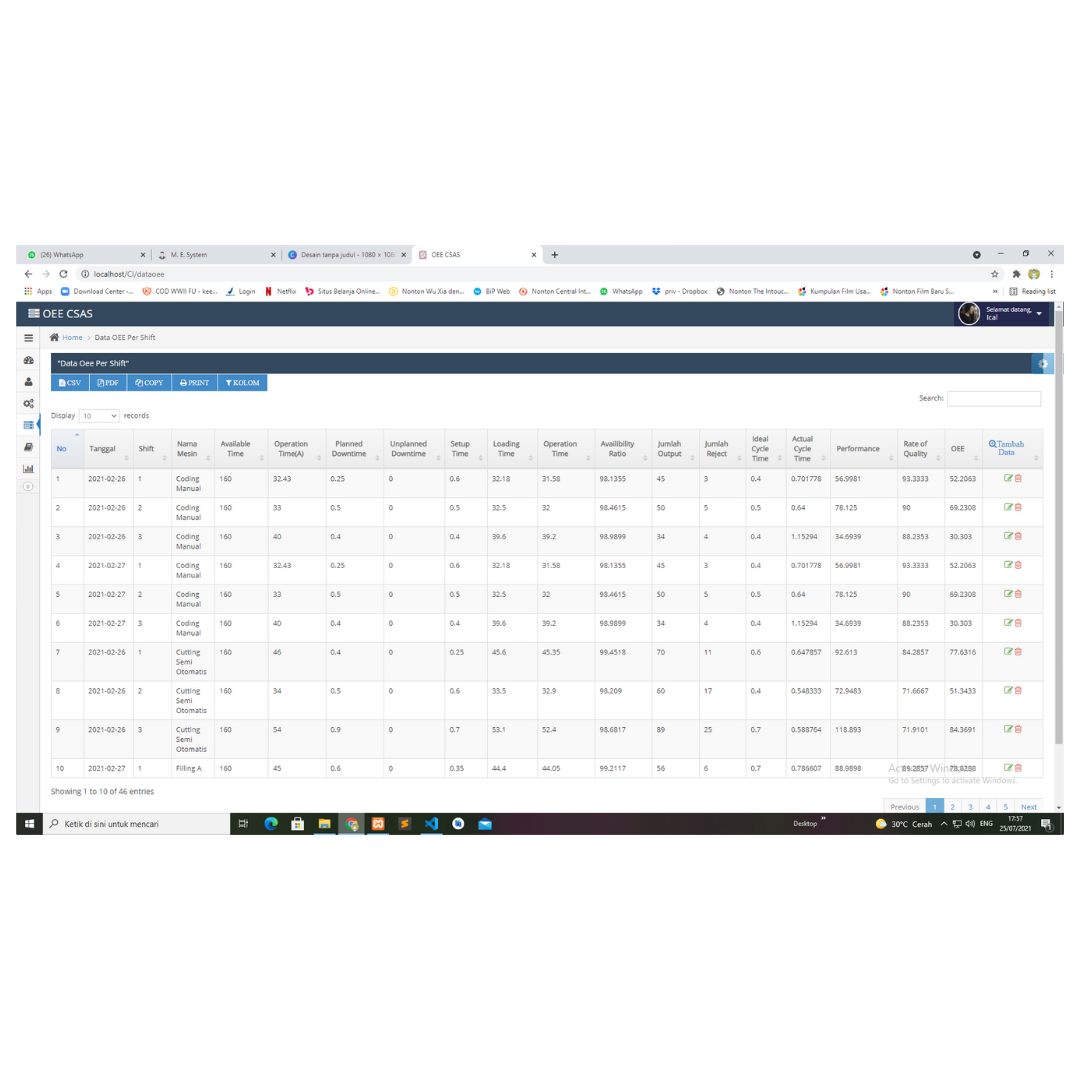 (26) WhatsApp
M. E. System
Desain tanpa judul - 1080 × 108
OEE CSAS
localhost/CI/dataoee
Apps Download Center -... COD WWII FU - kee... Login Netflix Situs Belanja Online... Nonton Wu Xia den... BiP Web Nonton Central Int... WhatsApp priv - Dropbox Nonton The Intouc... Kumpulan Film Usa... Nonton Film Baru S... » Reading list
OEE CSAS
Selamat datang,
Ical
Home > Data OEE Per Shift
"Data Oee Per Shift"
CSV PDF COPY PRINT KOLOM
Search:
Display 10 records
No Tanggal Shift Nama Mesin Available Time Operation Time(A) Planned Downtime Unplanned Downtime Setup Time Loading Time Operation Time Availibility Ratio Jumlah Output Jumlah Reject Ideal Cycle Time Actual Cycle Time Performance Rate of Quality OEE Tambah Data
1 2021-02-26 1 Coding Manual 160 32.43 0.25 0 0.6 32.18 31.58 98.1355 45 3 0.4 0.701778 56.9981 93.3333 52.2063
2 2021-02-26 2 Coding Manual 160 33 0.5 0 0.5 32.5 32 98.4615 50 5 0.5 0.64 78.125 90 69.2308
3 2021-02-26 3 Coding Manual 160 40 0.4 0 0.4 39.6 39.2 98.9899 34 4 0.4 1.15294 34.6939 88.2353 30.303
4 2021-02-27 1 Coding Manual 160 32.43 0.25 0 0.6 32.18 31.58 98.1355 45 3 0.4 0.701778 56.9981 93.3333 52.2063
5 2021-02-27 2 Coding Manual 160 33 0.5 0 0.5 32.5 32 98.4615 50 5 0.5 0.64 78.125 90 69.2308
6 2021-02-27 3 Coding Manual 160 40 0.4 0 0.4 39.6 39.2 98.9899 34 4 0.4 1.15294 34.6939 88.2353 30.303
7 2021-02-26 1 Cutting Semi Otomatis 160 46 0.4 0 0.25 45.6 45.35 99.4518 70 11 0.6 0.647857 92.613 84.2857 77.6316
8 2021-02-26 2 Cutting Semi Otomatis 160 34 0.5 0 0.6 33.5 32.9 98.209 60 17 0.4 0.548333 72.9483 71.6667 51.3433
9 2021-02-26 3 Cutting Semi Otomatis 160 54 0.9 0 0.7 53.1 52.4 98.6817 89 25 0.7 0.588764 118.893 71.9101 84.3691
10 2021-02-27 1 Filling A 160 45 0.6 0 0.35 44.4 44.05 99.2117 56 6 0.7 0.786607 88.9898 89.2857 78.8288
Go to Settings to activate Windows.
Showing 1 to 10 of 46 entries
Previous 1 2 3 4 5 Next
Ketik di sini untuk mencari
Desktop » 30°C Cerah ENG 17:57
25/07/2021